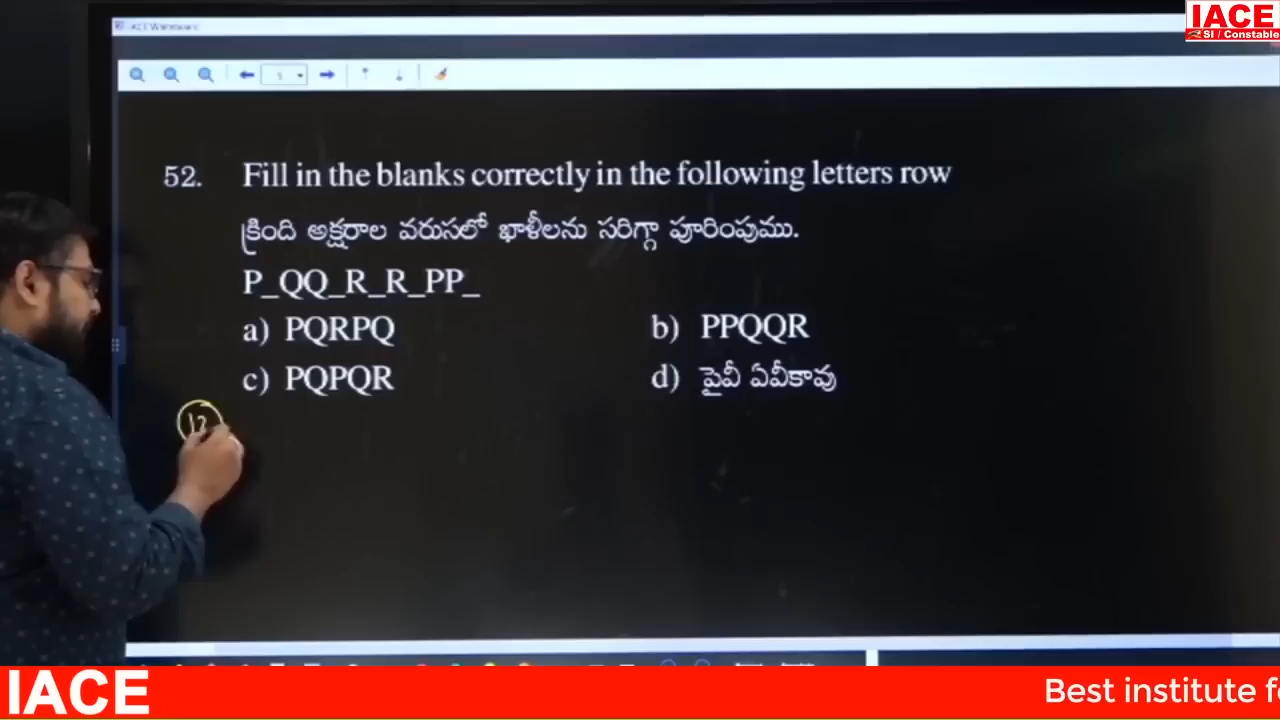 IACE
SI / Constable
52. Fill in the blanks correctly in the following letters row
క్రింది అక్షరాల వరుసలో ఖాళీలను సరిగ్గా పూరింపుము.
P_QQ_R_R_PP_
a) PQRPQ b) PPQQR
c) PQPQR d) పైవీ ఏవీకావు
12
IACE
Best institute f